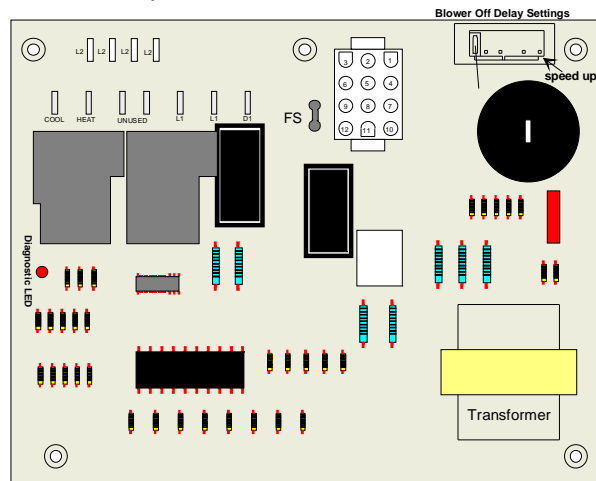 Blower Off Delay Settings
L2 L2 L2 L2
3 2 1
speed up
6 5 4
COOL HEAT UNUSED L1 L1 D1
FS
9 8 7
12 11 10
Diagnostic LED
Transformer